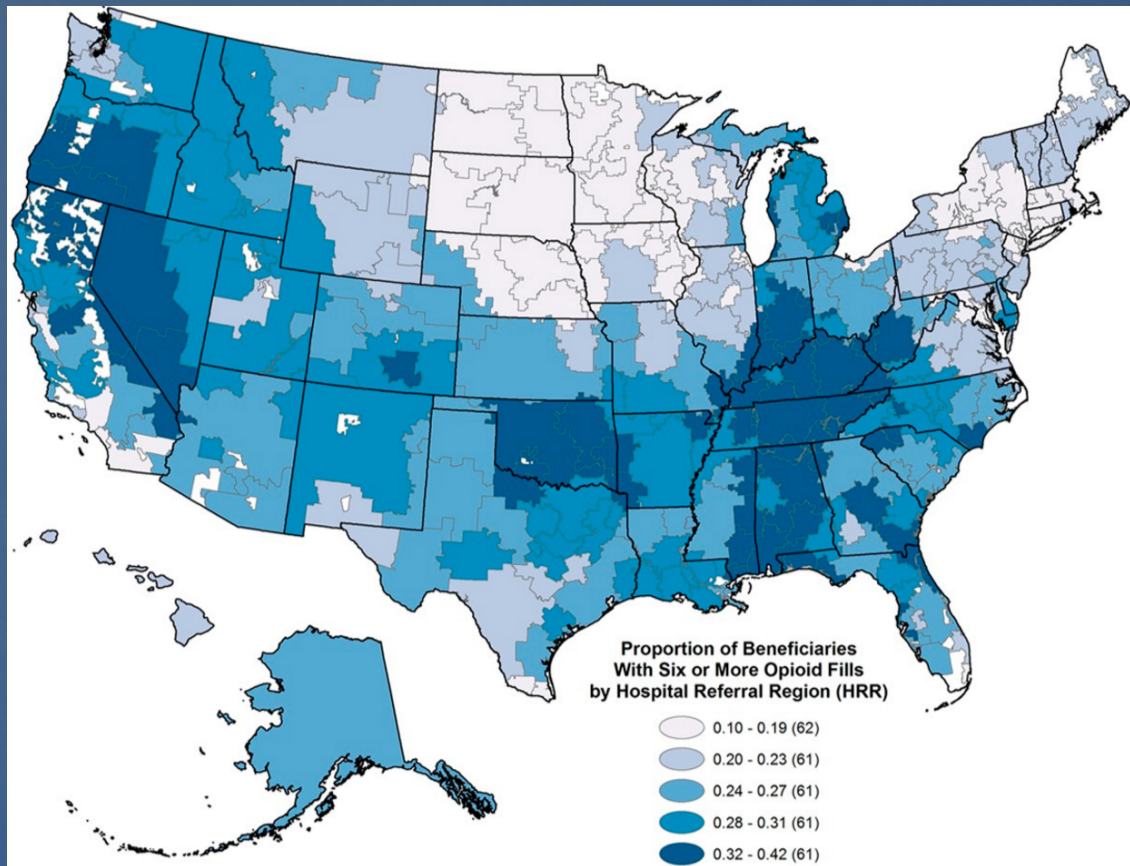 Proportion of Beneficiaries
With Six or More Opioid Fills
by Hospital Referral Region (HRR)
0.10 - 0.19 (62)
0.20 - 0.23 (61)
0.24 - 0.27 (61)
0.28 - 0.31 (61)
0.32 - 0.42 (61)